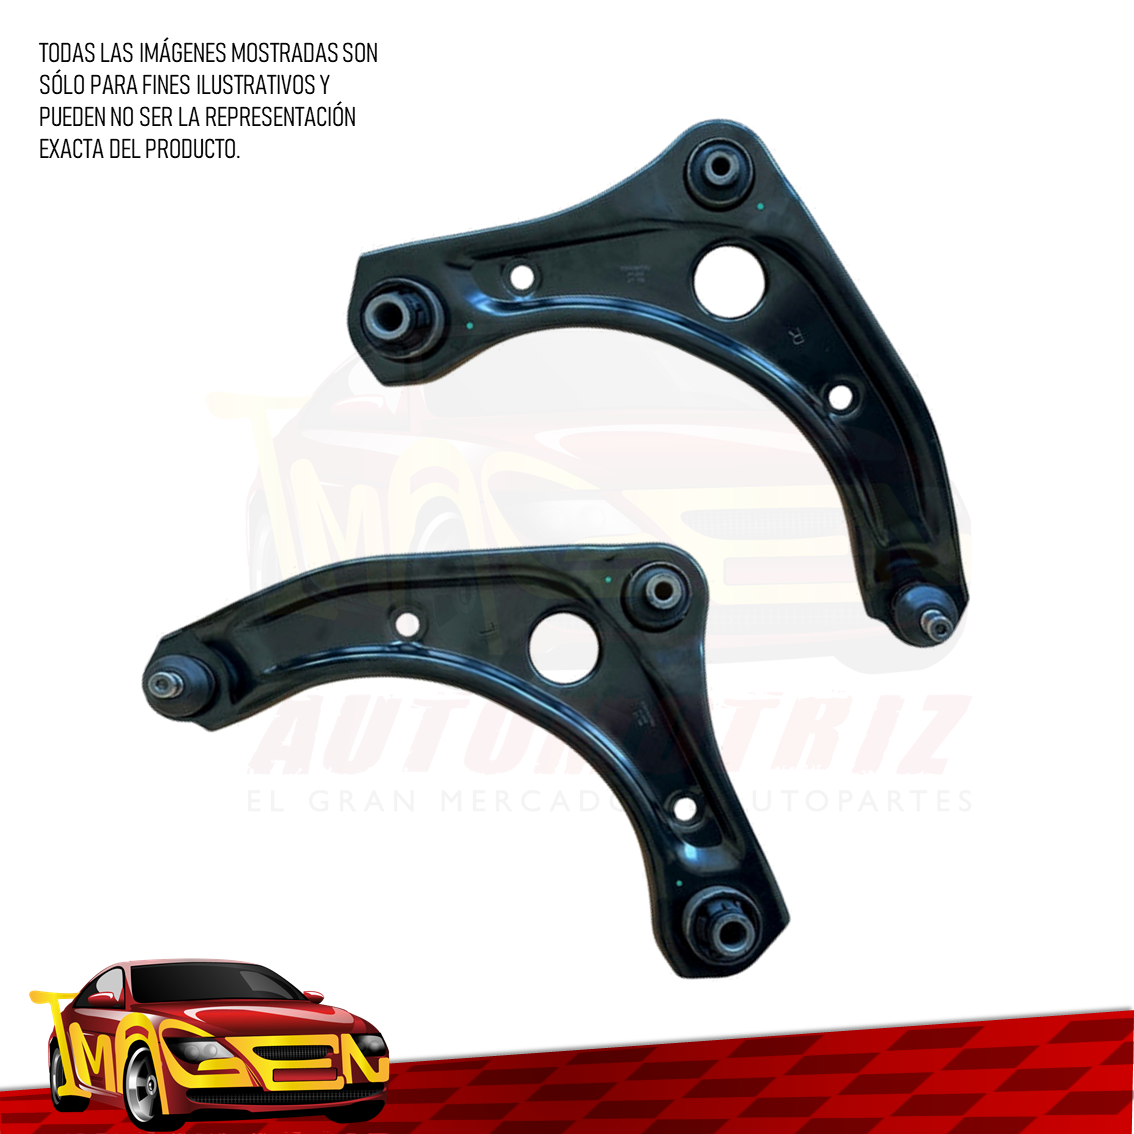 TODAS LAS IMÁGENES MOSTRADAS SON
SÓLO PARA FINES ILUSTRATIVOS Y
PUEDEN NO SER LA REPRESENTACIÓN
EXACTA DEL PRODUCTO.
R
IMAGEN
L
AUTOMOTRIZ
EL GRAN MERCADO AUTOPARTES
IMAGEN